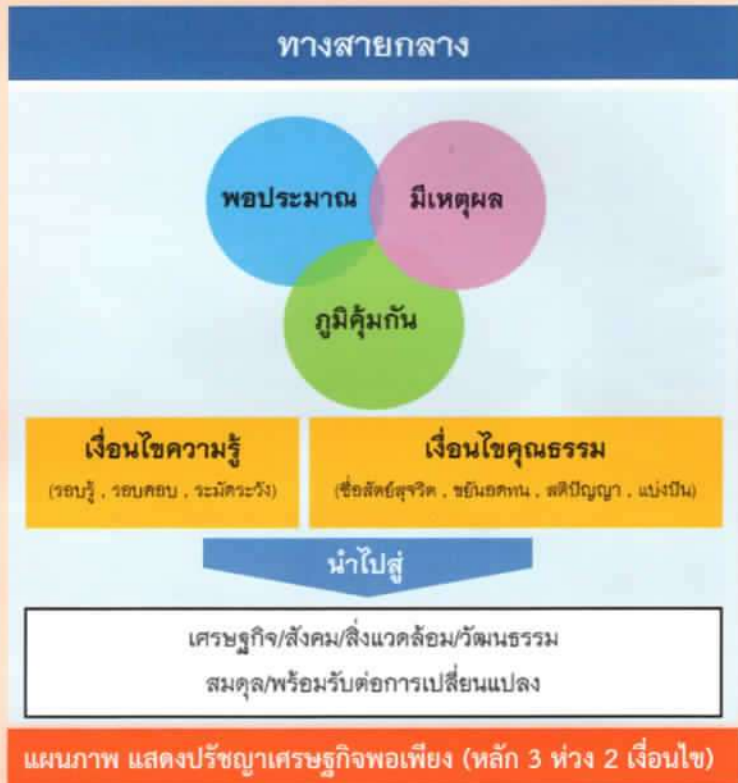 ทางสายกลาง
พอประมาณ
มีเหตุผล
ภูมิคุ้มกัน
เงื่อนไขความรู้
(รอบรู้ , รอบคอบ , ระมัดระวัง)
เงื่อนไขคุณธรรม
(ซื่อสัตย์สุจริต , ขยันอดทน , สติปัญญา , แบ่งปัน)
นำไปสู่
เศรษฐกิจ/สังคม/สิ่งแวดล้อม/วัฒนธรรม
สมดุล/พร้อมรับต่อการเปลี่ยนแปลง
แผนภาพ แสดงปรัชญาเศรษฐกิจพอเพียง (หลัก 3 ห่วง 2 เงื่อนไข)